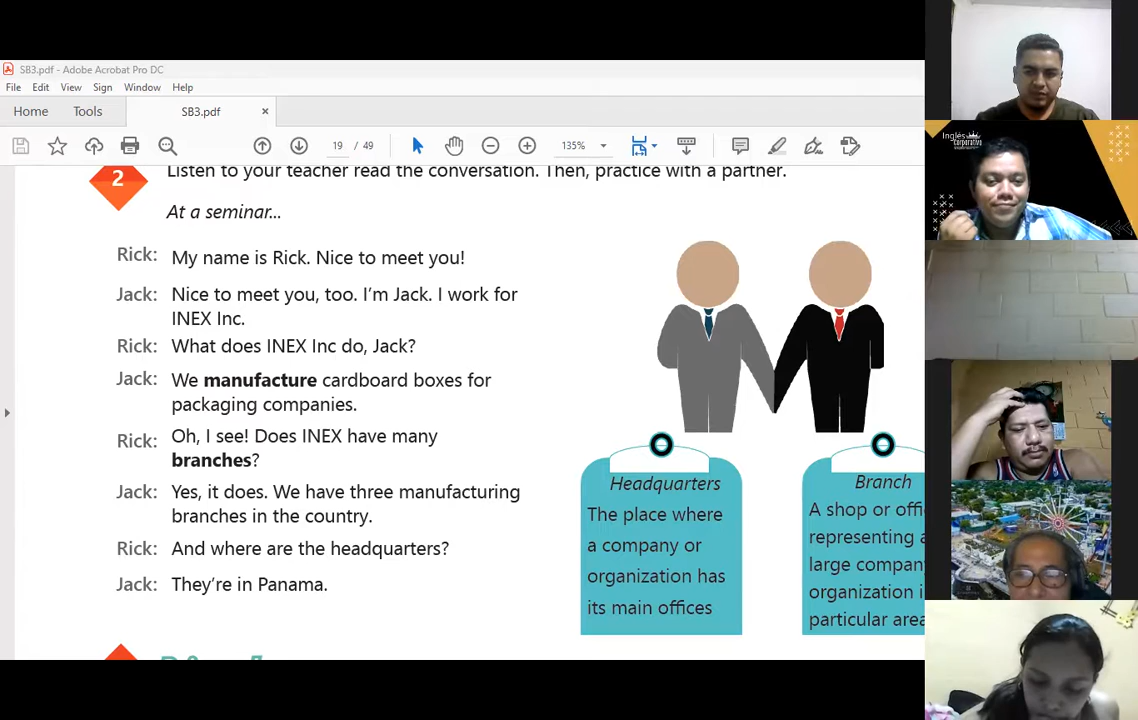 SB3.pdf - Adobe Acrobat Pro DC
File Edit View Sign Window Help
Home Tools SB3.pdf ×
19 / 49 135%
2
Listen to your teacher read the conversation. Then, practice with a partner.
At a seminar...
Rick: My name is Rick. Nice to meet you!
Jack: Nice to meet you, too. I'm Jack. I work for
INEX Inc.
Rick: What does INEX Inc do, Jack?
Jack: We manufacture cardboard boxes for
packaging companies.
Rick: Oh, I see! Does INEX have many
branches?
Jack: Yes, it does. We have three manufacturing
branches in the country.
Rick: And where are the headquarters?
Jack: They're in Panama.
Headquarters
The place where
a company or
organization has
its main offices
Branch
A shop or offi
representing
large compan
organization i
particular area
Inglés
Corporativo